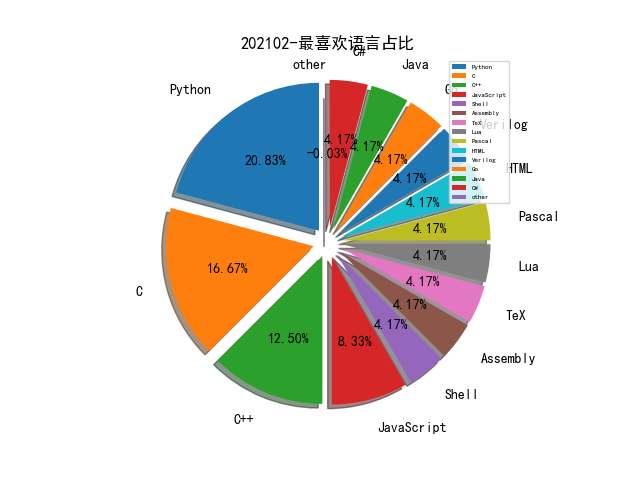 202102-最喜欢语言占比
Python
C
C++
JavaScript
Shell
Assembly
TeX
Lua
Pascal
HTML
Verilog
Go
Java
C#
other
20.83%
16.67%
12.50%
8.33%
4.17%
4.17%
4.17%
4.17%
4.17%
4.17%
4.17%
4.17%
4.17%
4.17%
-0.03%
Python
C
C++
JavaScript
Shell
Assembly
TeX
Lua
Pascal
HTML
Verilog
Go
Java
C#
other